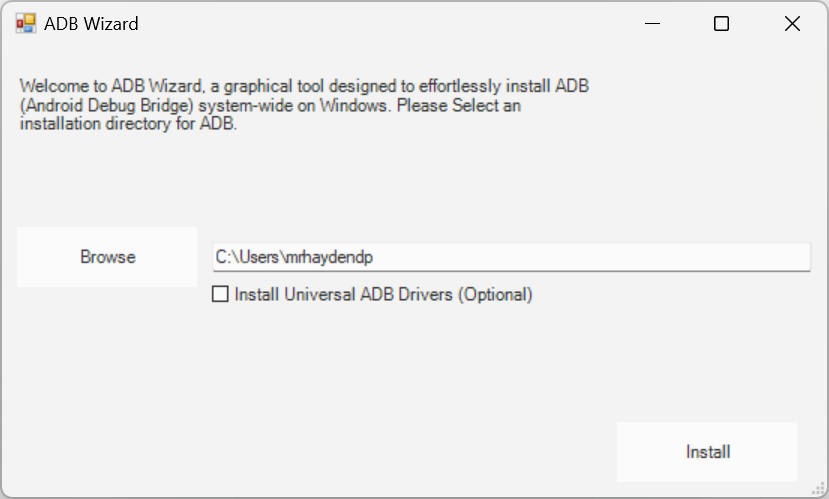 ADB Wizard
Welcome to ADB Wizard, a graphical tool designed to effortlessly install ADB
(Android Debug Bridge) system-wide on Windows. Please Select an
installation directory for ADB.
Browse
C:\Users\mrhaydendp
Install Universal ADB Drivers (Optional)
Install